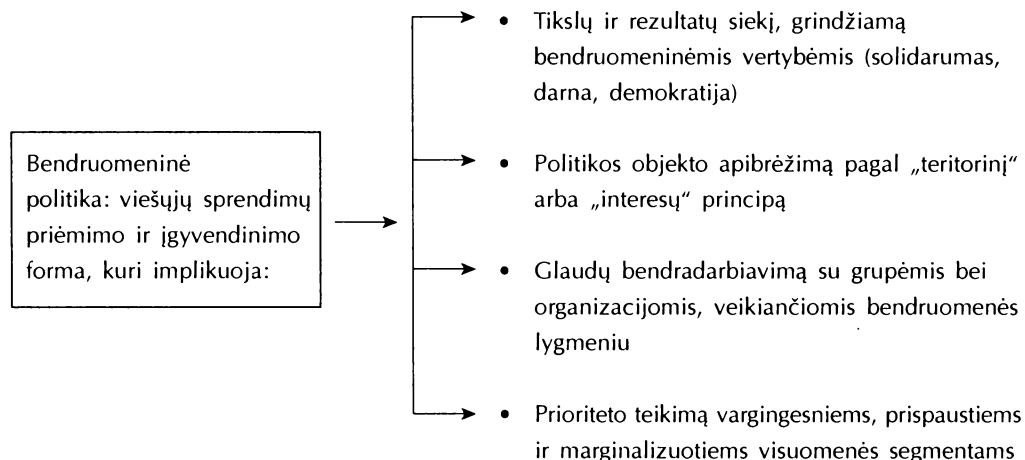 Bendruomeninė
politika: viešųjų sprendimų
priėmimo ir įgyvendinimo
forma, kuri implikuoja:
• Tikslų ir rezultatų siekį, grindžiamą
bendruomeninėmis vertybėmis (solidarumas,
darna, demokratija)
• Politikos objekto apibrėžimą pagal „teritorinį“
arba „interesų“ principą
• Glaudų bendradarbiavimą su grupėmis bei
organizacijomis, veikiančiomis bendruomenės
lygmeniu
• Prioriteto teikimą vargingesniems, prispaustiems
ir marginalizuotiems visuomenės segmentams